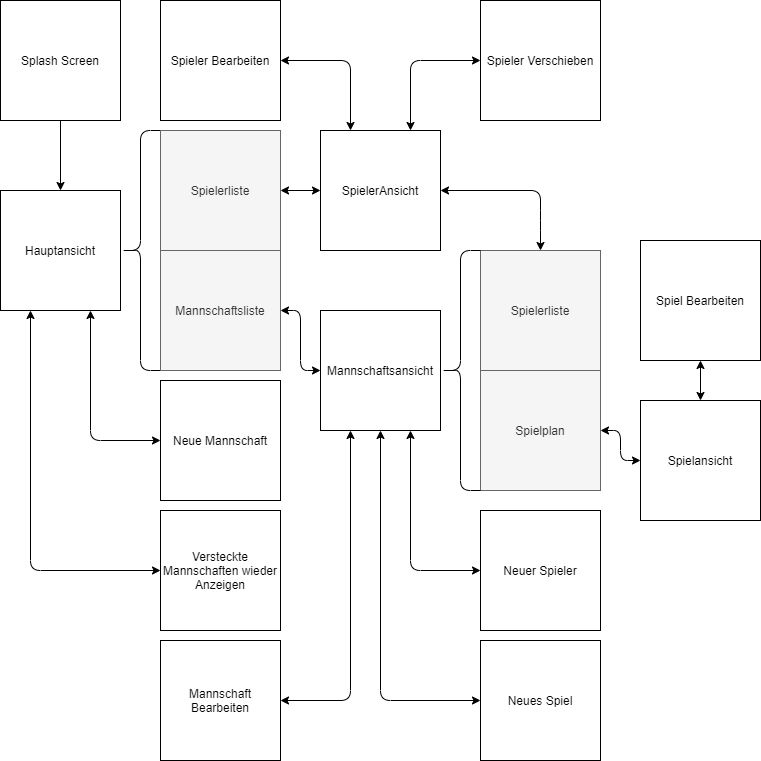 Splash Screen
Spieler Bearbeiten
Spieler Verschieben
Spielerliste
SpielerAnsicht
Hauptansicht
Mannschaftsliste
Mannschaftsansicht
Spielerliste
Spiel Bearbeiten
Neue Mannschaft
Spielplan
Spielansicht
Versteckte
Mannschaften wieder
Anzeigen
Neuer Spieler
Mannschaft
Bearbeiten
Neues Spiel